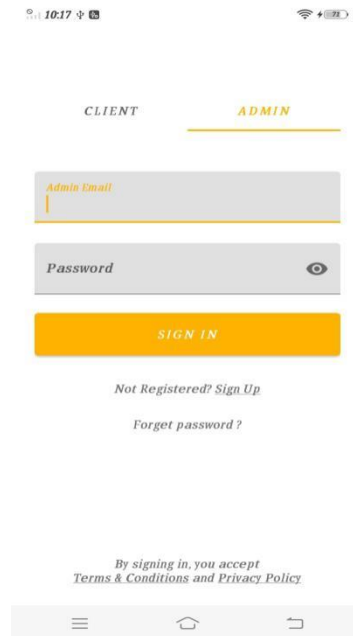 10:17
72
CLIENT ADMIN
Admin Email
Password
SIGN IN
Not Registered? Sign Up
Forget password ?
By signing in, you accept
Terms & Conditions and Privacy Policy